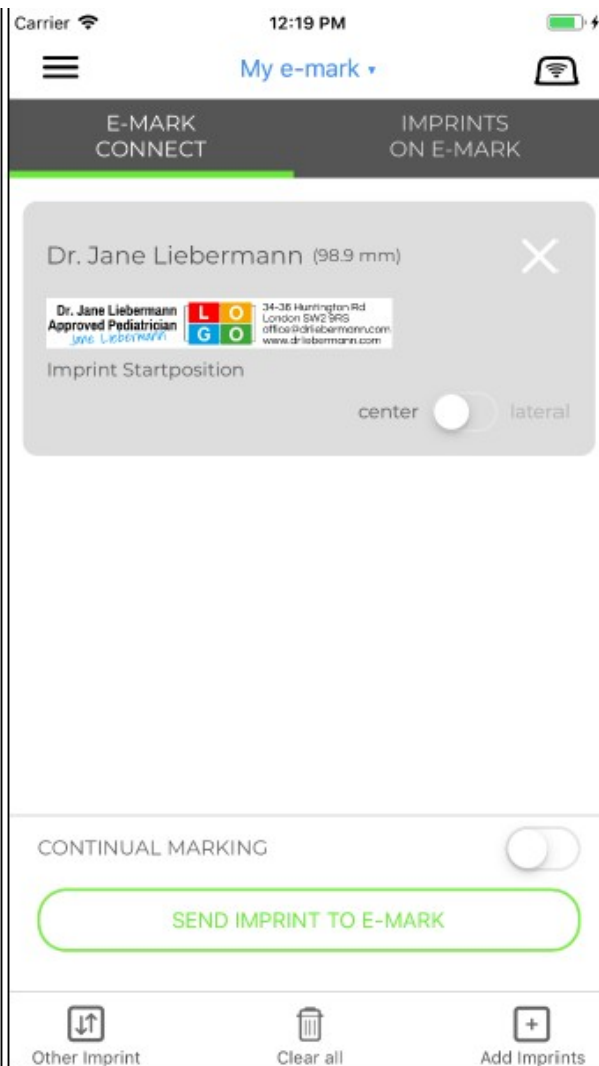 Carrier 12:19 PM
My e-mark
E-MARK
CONNECT
IMPRINTS
ON E-MARK
Dr. Jane Liebermann (98.9 mm)
Dr. Jane Liebermann
Approved Pediatrician
Jane Liebermann
L O
G O
34-36 Huntington Rd
London SW2 9RS
office@drliebermann.com
www.drliebermann.com
Imprint Startposition
center lateral
CONTINUAL MARKING
SEND IMPRINT TO E-MARK
Other Imprint
Clear all
Add Imprints